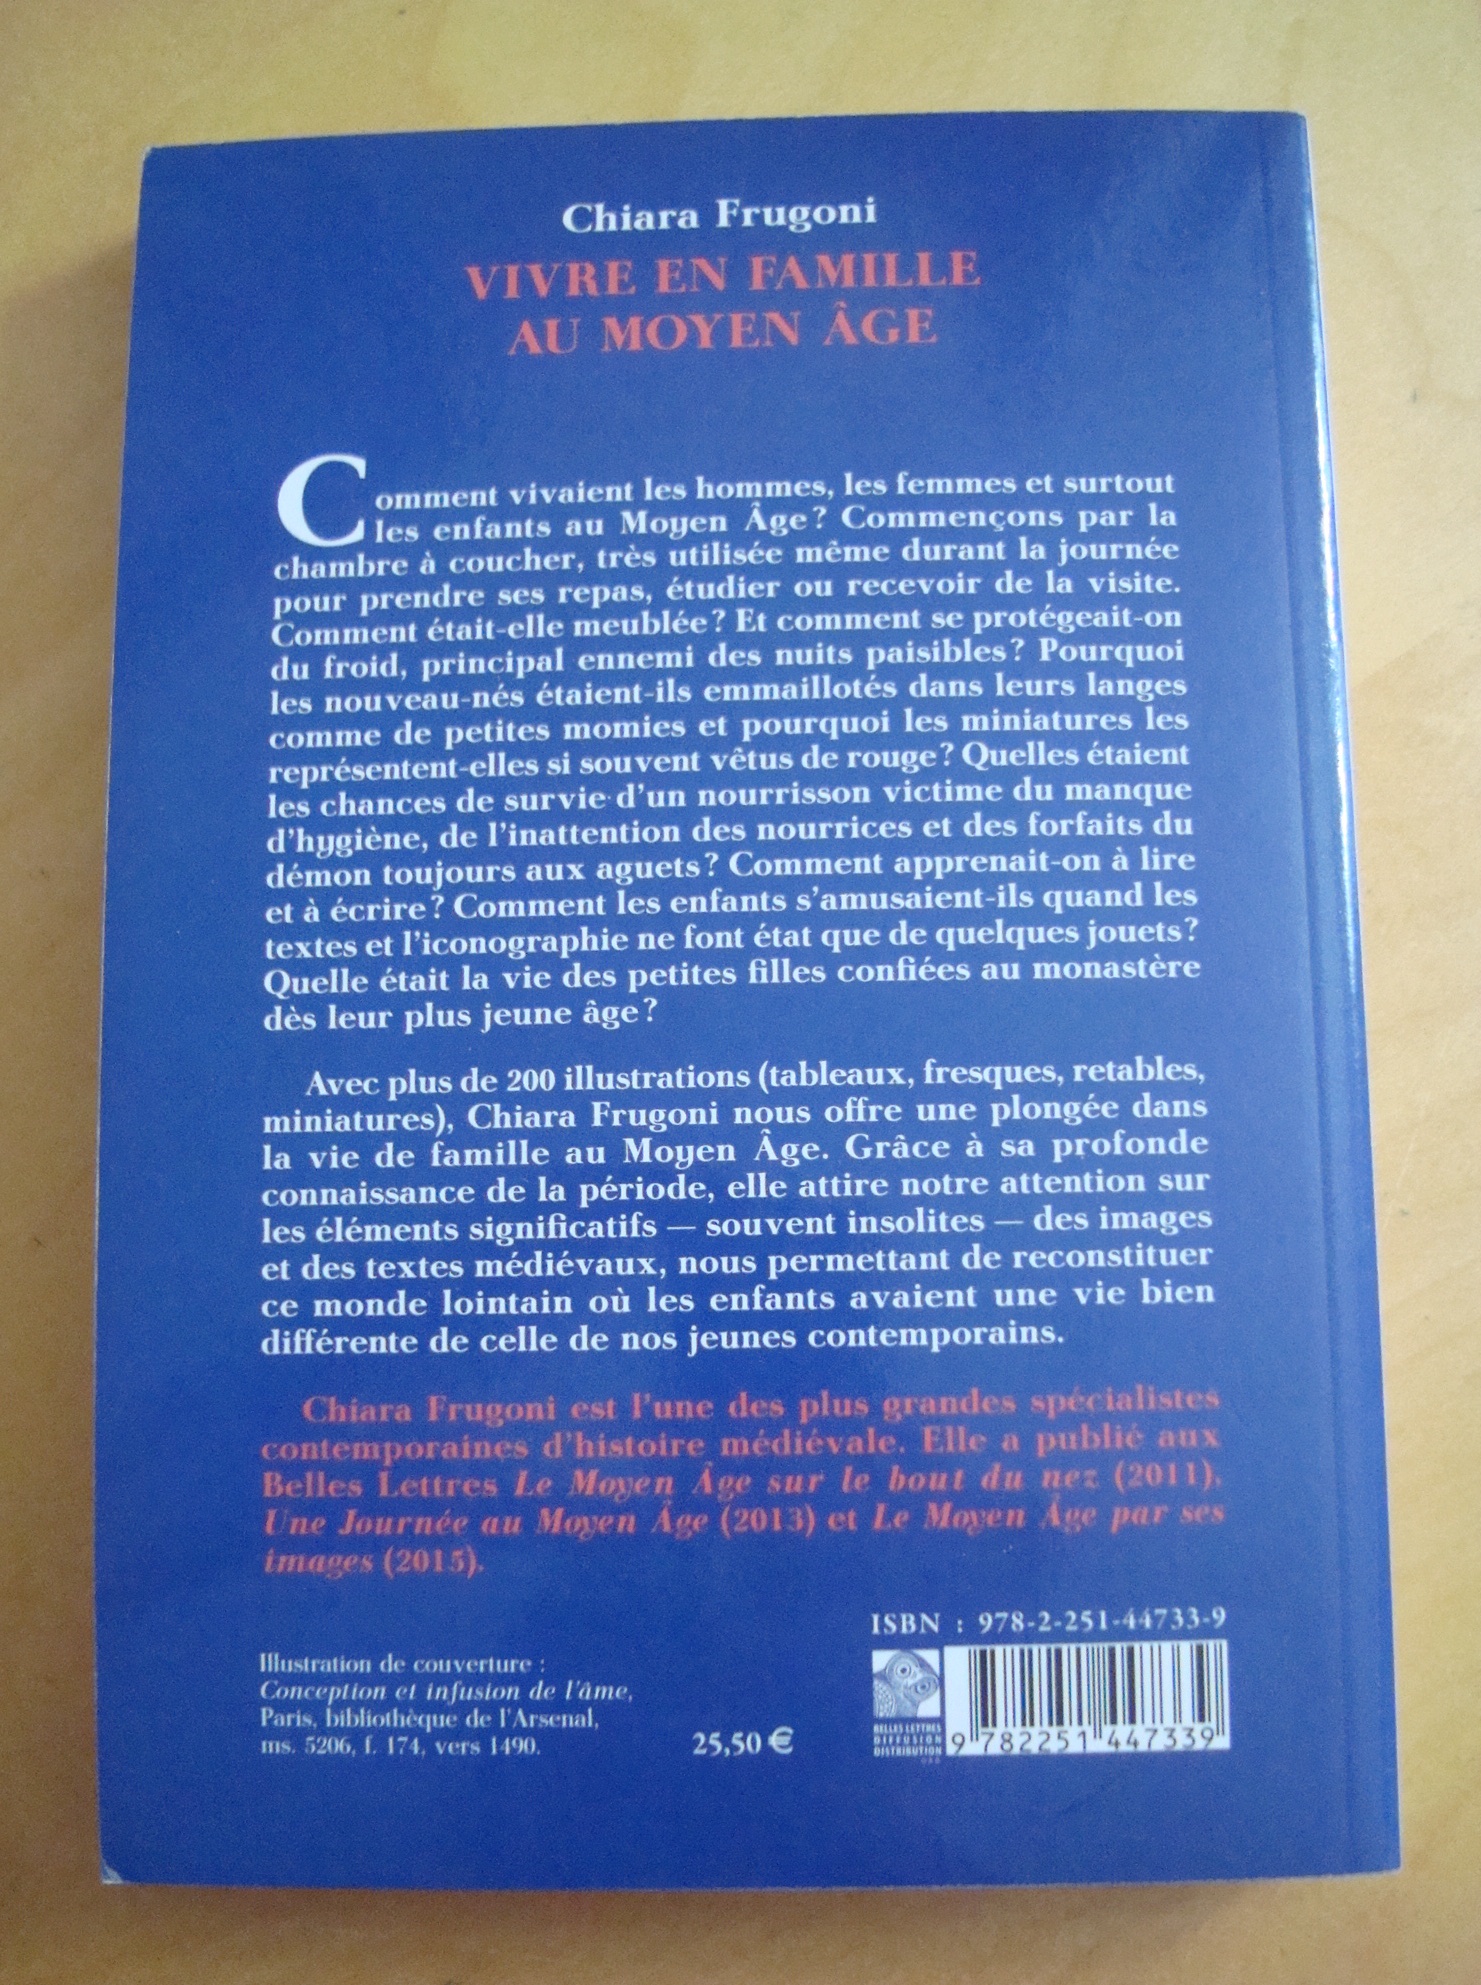 Chiara Frugoni
VIVRE EN FAMILLE
AU MOYEN ÂGE
Comment vivaient les hommes, les femmes et surtout
les enfants au Moyen Âge ? Commençons par la
chambre à coucher, très utilisée même durant la journée
pour prendre ses repas, étudier ou recevoir de la visite.
Comment était-elle meublée ? Et comment se protégeait-on
du froid, principal ennemi des nuits paisibles ? Pourquoi
les nouveau-nés étaient-ils emmaillotés dans leurs langes
comme de petites momies et pourquoi les miniatures les
représentent-elles si souvent vêtus de rouge ? Quelles étaient
les chances de survie d'un nourrisson victime du manque
d'hygiène, de l'inattention des nourrices et des forfaits du
démon toujours aux aguets ? Comment apprenait-on à lire
et à écrire ? Comment les enfants s'amusaient-ils quand les
textes et l'iconographie ne font état que de quelques jouets ?
Quelle était la vie des petites filles confiées au monastère
dès leur plus jeune âge ?
Avec plus de 200 illustrations (tableaux, fresques, retables,
miniatures), Chiara Frugoni nous offre une plongée dans
la vie de famille au Moyen Âge. Grâce à sa profonde
connaissance de la période, elle attire notre attention sur
les éléments significatifs — souvent insolites — des images
et des textes médiévaux, nous permettant de reconstituer
ce monde lointain où les enfants avaient une vie bien
différente de celle de nos jeunes contemporains.
Chiara Frugoni est l'une des plus grandes spécialistes
contemporaines d'histoire médiévale. Elle a publié aux
Belles Lettres Le Moyen Âge sur le bout du nez (2011),
Une Journée au Moyen Âge (2013) et Le Moyen Âge par ses
images (2015).
ISBN : 978-2-251-44733-9
Illustration de couverture :
Conception et infusion de l'âme,
Paris, bibliothèque de l'Arsenal,
ms. 5206, f. 174, vers 1490.
25,50 €
BELLES LETTRES
DIFFUSION
DISTRIBUTION
9 782251 447339